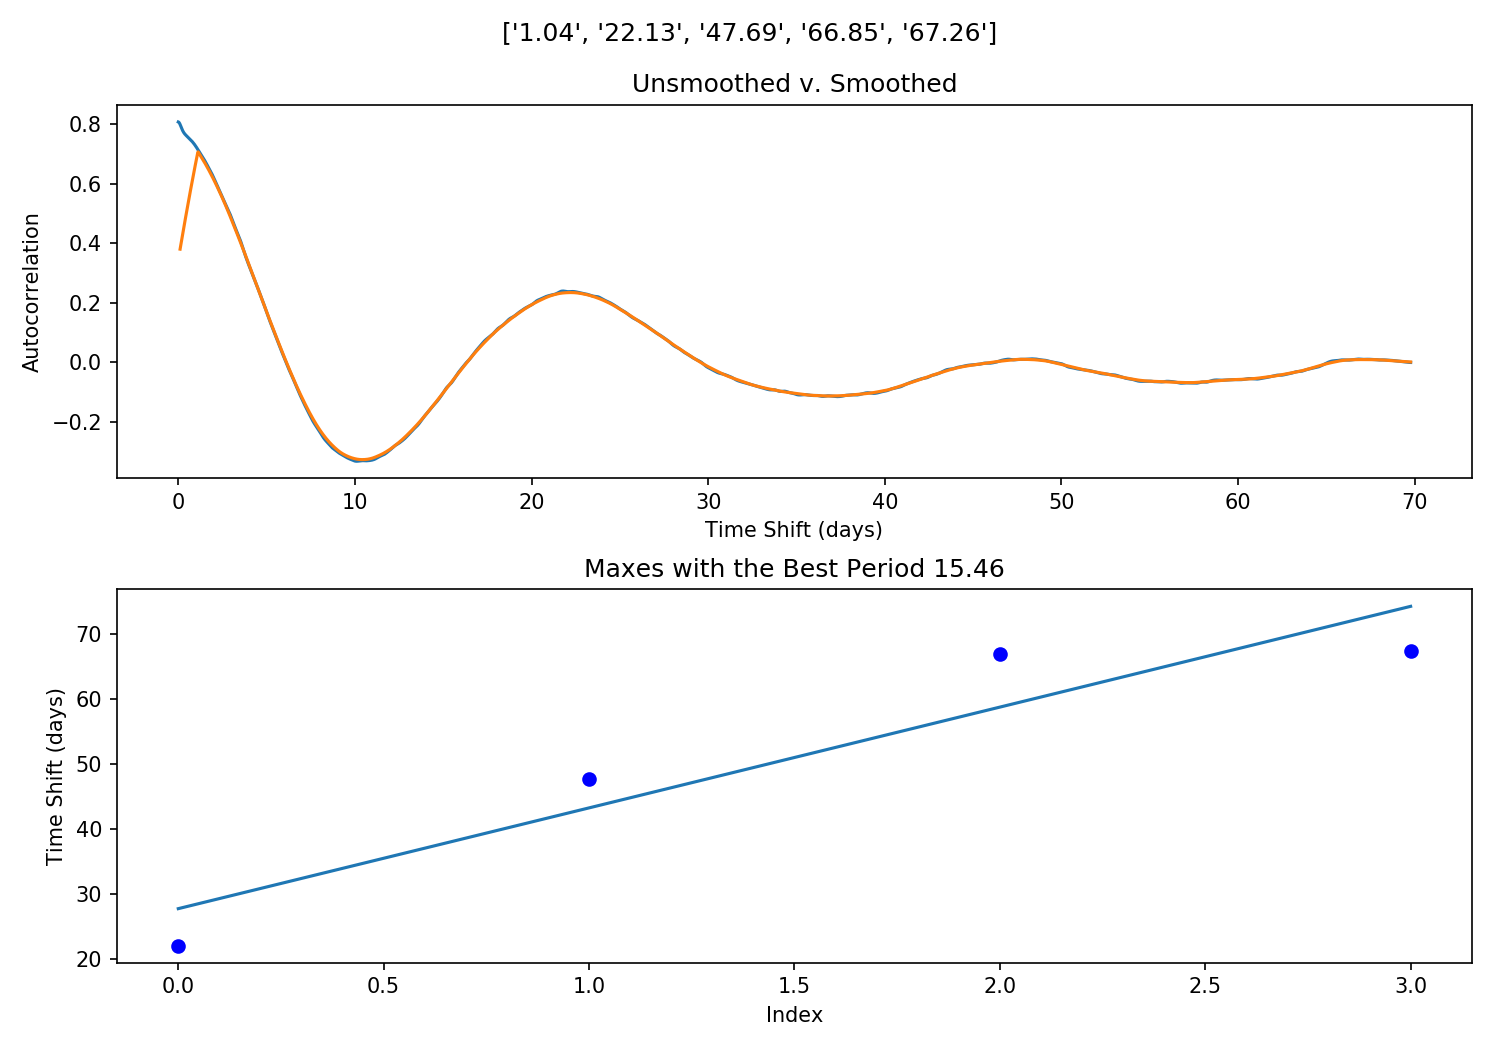 ['1.04', '22.13', '47.69', '66.85', '67.26']
Unsmoothed v. Smoothed
Autocorrelation
0.8
0.6
0.4
0.2
0.0
−0.2
0 10 20 30 40 50 60 70
Time Shift (days)
Maxes with the Best Period 15.46
Time Shift (days)
70
60
50
40
30
20
0.0 0.5 1.0 1.5 2.0 2.5 3.0
Index